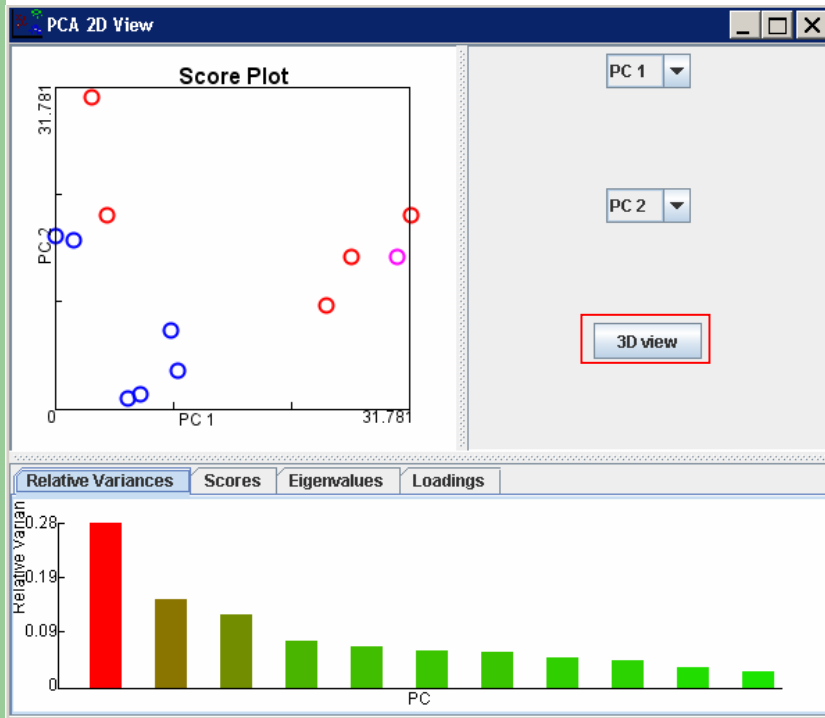 PCA 2D View
Score Plot
31.781
PC 2
0
PC 1
31.781
PC 1
PC 2
3D view
Relative Variances
Scores
Eigenvalues
Loadings
Relative Varian
0.28
0.19
0.09
0
PC